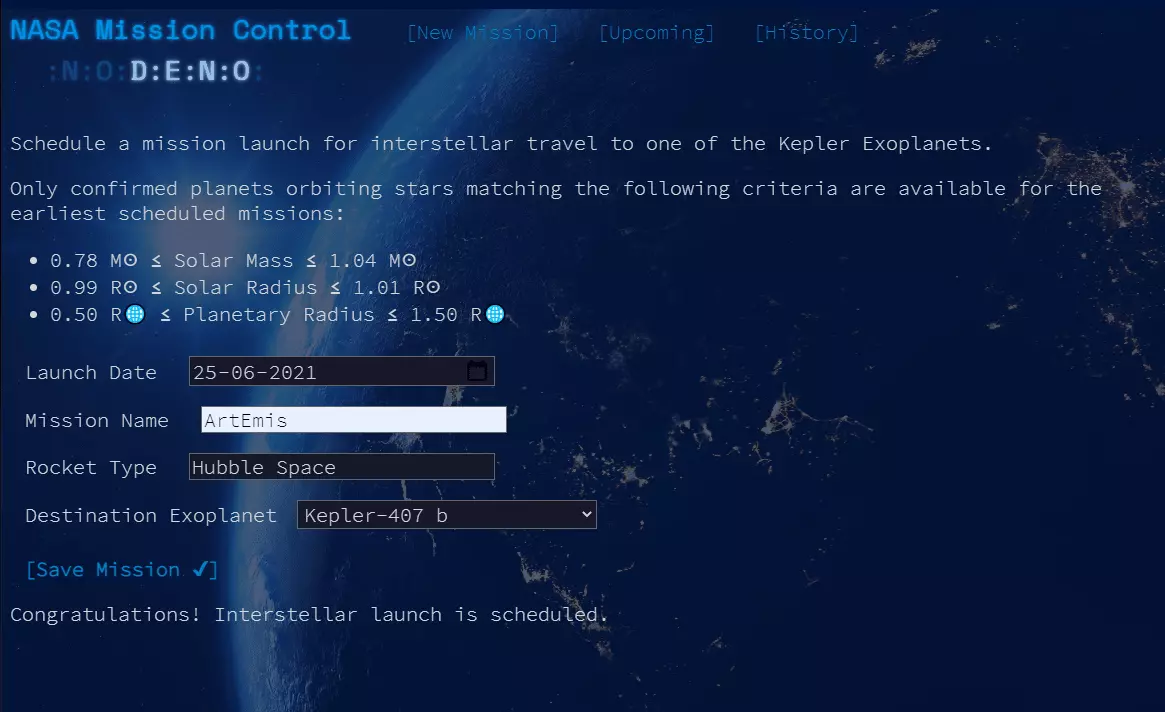 NASA Mission Control
[New Mission]
[Upcoming]
[History]
:N:O:D:E:N:O:
Schedule a mission launch for interstellar travel to one of the Kepler Exoplanets.
Only confirmed planets orbiting stars matching the following criteria are available for the
earliest scheduled missions:
• 0.78 M⊙ ≤ Solar Mass ≤ 1.04 M⊙
• 0.99 R⊙ ≤ Solar Radius ≤ 1.01 R⊙
• 0.50 R🌐 ≤ Planetary Radius ≤ 1.50 R🌐
Launch Date 25-06-2021
Mission Name ArtEmis
Rocket Type Hubble Space
Destination Exoplanet Kepler-407 b
[Save Mission ✔]
Congratulations! Interstellar launch is scheduled.